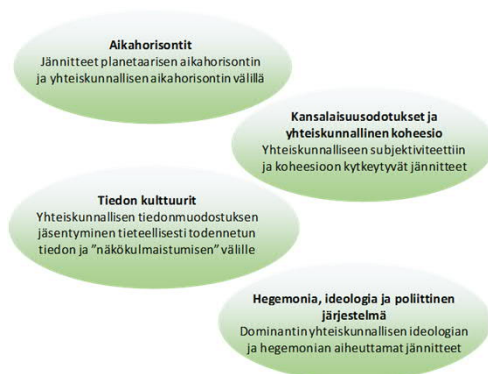 Aikahorisontit
Jännitteet planetaarisen aikahorisontin
ja yhteiskunnallisen aikahorisontin välillä
Kansalaisuusodotukset ja
yhteiskunnallinen koheesio
Yhteiskunnalliseen subjektiviteettiin
ja koheesioon kytkeytyvät jännitteet
Tiedon kulttuurit
Yhteiskunnallisen tiedonmuodostuksen
jäsentyminen tieteellisesti todennetun
tiedon ja ”näkökulmaistumisen” välille
Hegemonia, ideologia ja poliittinen
järjestelmä
Dominantin yhteiskunnallisen ideologian
ja hegemonian aiheuttamat jännitteet